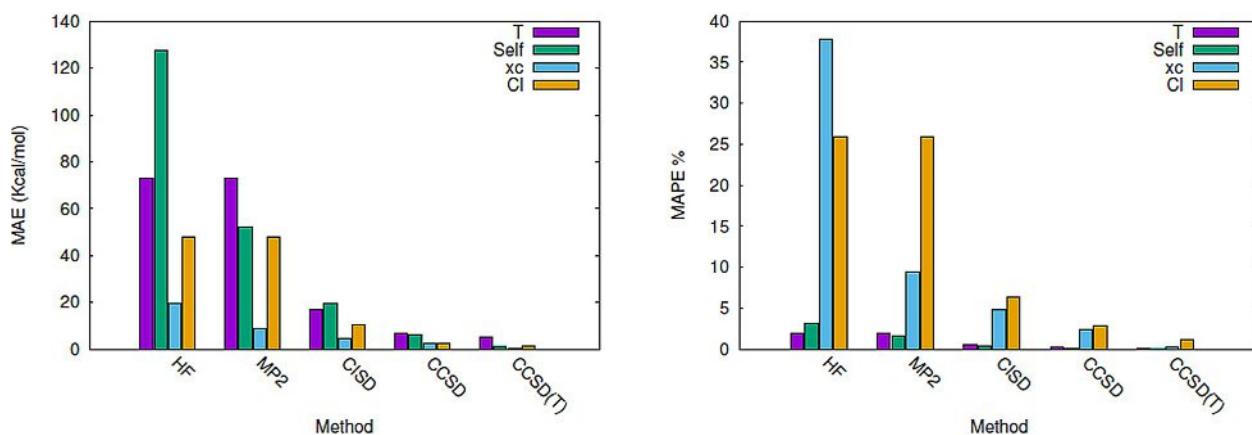 MAE (Kcal/mol)
140
120
100
80
60
40
20
0
T
Self
xc
Cl
HF
MP2
CISD
CCSD
CCSD(T)
Method
MAPE %
40
35
30
25
20
15
10
5
0
T
Self
xc
Cl
HF
MP2
CISD
CCSD
CCSD(T)
Method